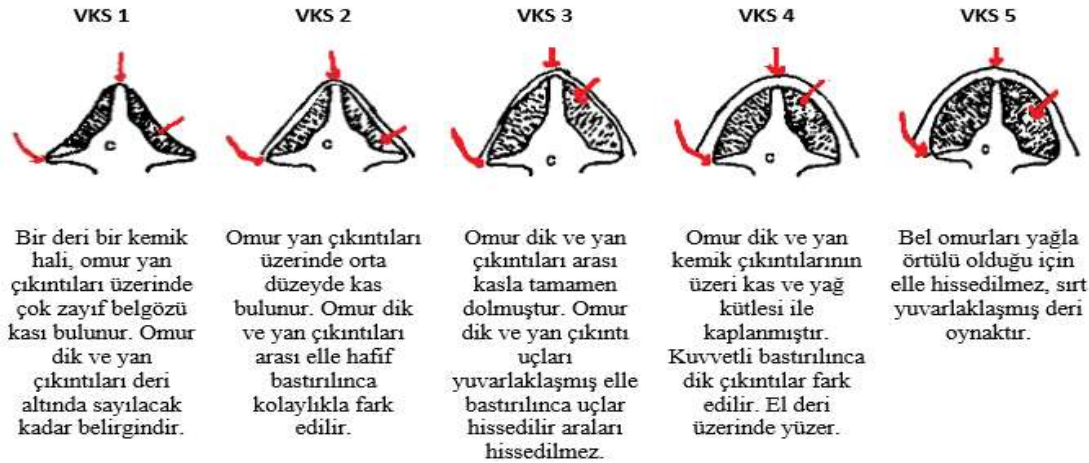 VKS 1
VKS 2
VKS 3
VKS 4
VKS 5
c
c
c
c
c
Bir deri bir kemik
hali, omur yan
çıkıntıları üzerinde
çok zayıf belgözü
kası bulunur. Omur
dik ve yan
çıkıntıları deri
altında sayılacak
kadar belirgindir.
Omur yan çıkıntıları
üzerinde orta
düzeyde kas
bulunur. Omur dik
ve yan çıkıntıları
arası elle hafif
bastırılınca
kolaylıkla fark
edilir.
Omur dik ve yan
çıkıntıları arası
kasla tamamen
dolmuştur. Omur
dik ve yan çıkıntı
uçları
yuvarlaklaşmış elle
bastırılınca uçlar
hissedilir araları
hissedilmez.
Omur dik ve yan
kemik çıkıntılarının
üzeri kas ve yağ
kütlesi ile
kaplanmıştır.
Kuvvetli bastırılınca
dik çıkıntılar fark
edilir. El deri
üzerinde yüzer.
Bel omurları yağla
örtülü olduğu için
elle hissedilmez, sırt
yuvarlaklaşmış deri
oynaktır.